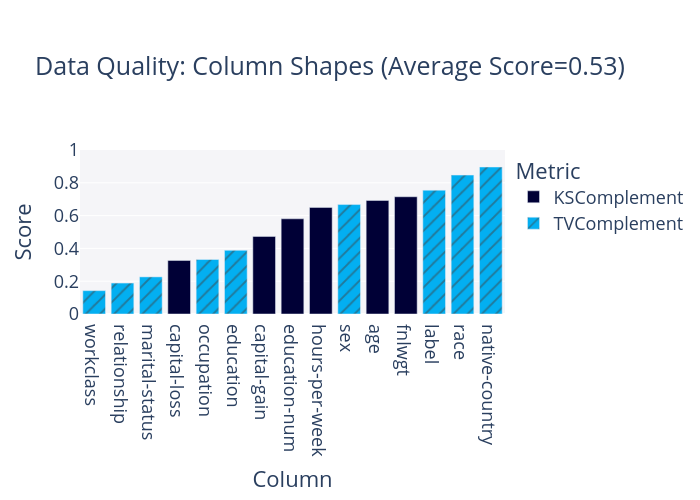 Data Quality: Column Shapes (Average Score=0.53)
Score
1
0.8
0.6
0.4
0.2
0
workclass
relationship
marital-status
capital-loss
occupation
education
capital-gain
education-num
hours-per-week
sex
age
fnlwgt
label
race
native-country
Column
Metric
KSComplement
TVComplement